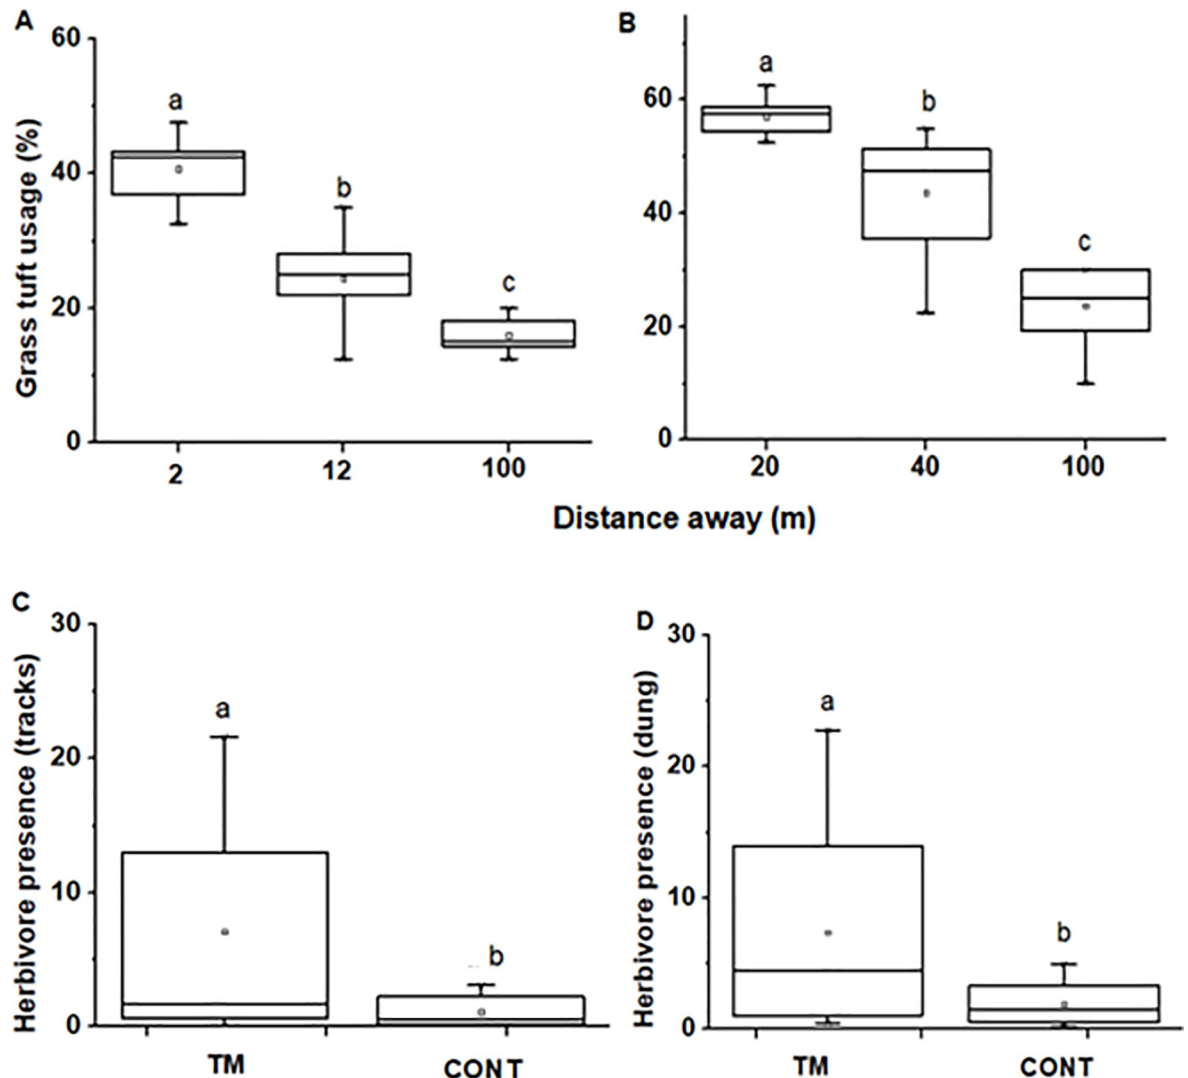 A
B
Grass tuft usage (%)
60
40
20
0
a
b
c
2
12
100
60
40
20
0
a
b
c
20
40
100
Distance away (m)
C
D
Herbivore presence (tracks)
30
20
10
0
a
b
TM
CONT
Herbivore presence (dung)
30
20
10
0
a
b
TM
CONT